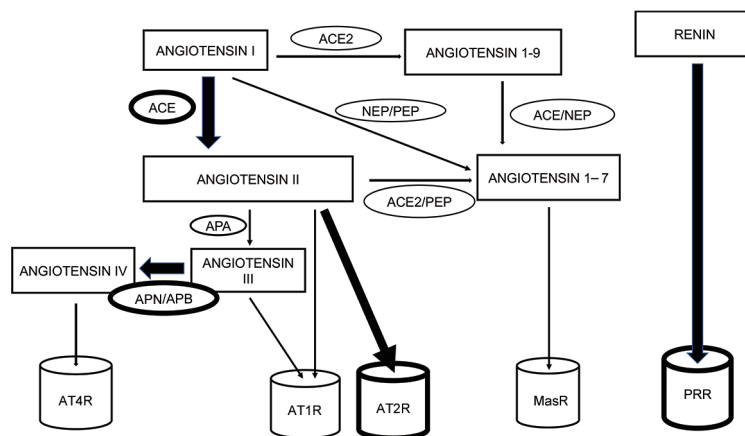 ACE2
ANGIOTENSIN I
ANGIOTENSIN 1-9
RENIN
ACE
NEP/PEP
ACE/NEP
ANGIOTENSIN II
ANGIOTENSIN 1– 7
ACE2/PEP
APA
ANGIOTENSIN IV
ANGIOTENSIN
III
APN/APB
AT4R
AT1R
AT2R
MasR
PRR